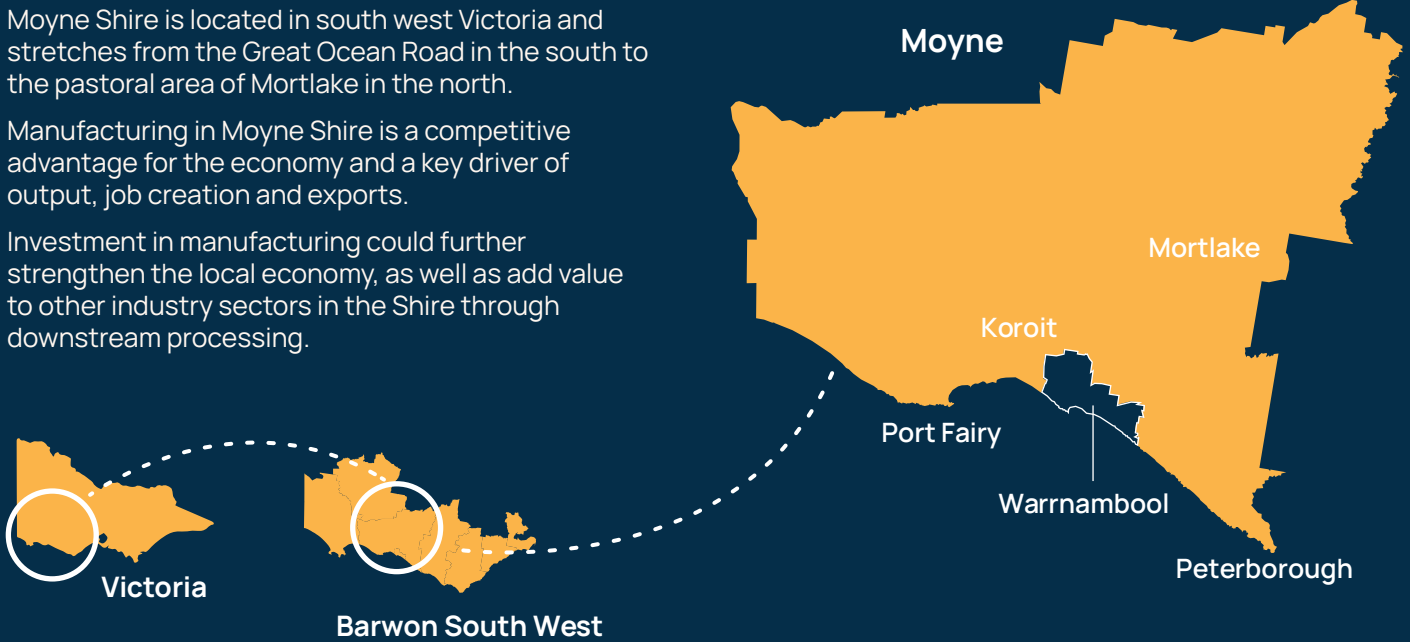 Moyne Shire is located in south west Victoria and
stretches from the Great Ocean Road in the south to
the pastoral area of Mortlake in the north.
Manufacturing in Moyne Shire is a competitive
advantage for the economy and a key driver of
output, job creation and exports.
Investment in manufacturing could further
strengthen the local economy, as well as add value
to other industry sectors in the Shire through
downstream processing.
Moyne
Mortlake
Koroit
Port Fairy
Warrnambool
Peterborough
Victoria
Barwon South West